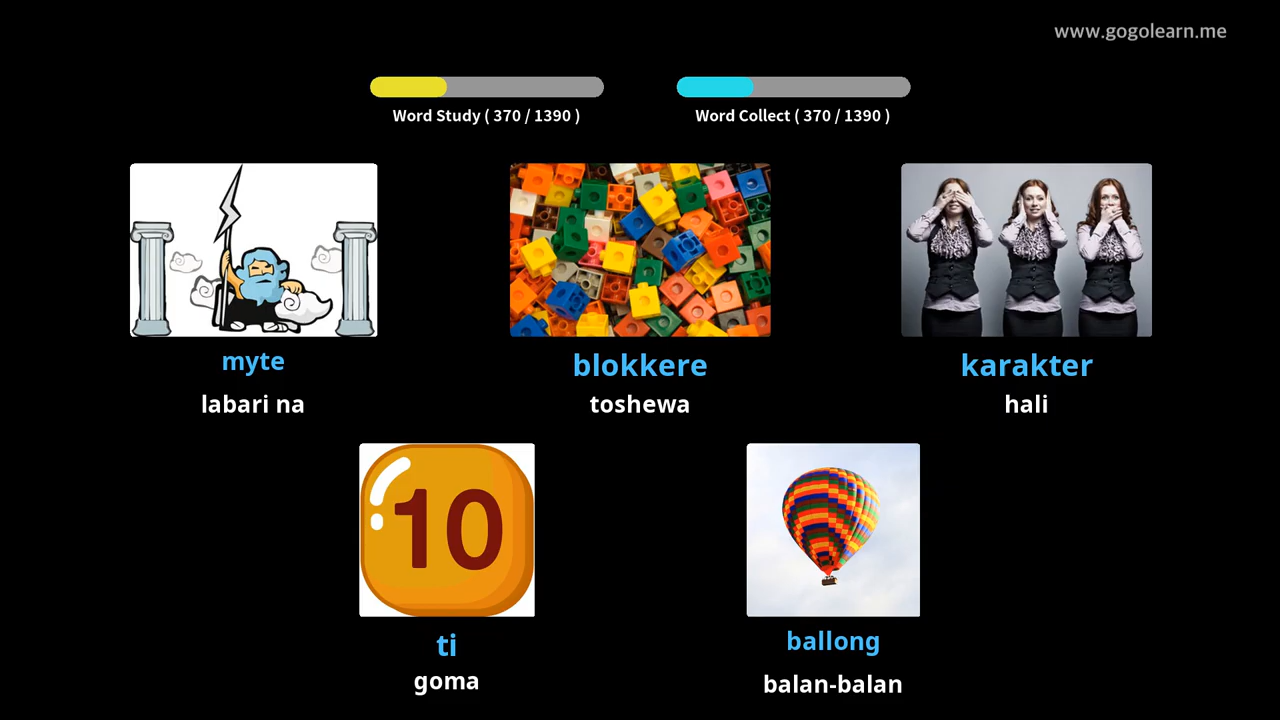 www.gogolearn.me
Word Study ( 370 / 1390 )
Word Collect ( 370 / 1390 )
myte
labari na
blokkere
toshewa
karakter
hali
10
ti
goma
ballong
balan-balan